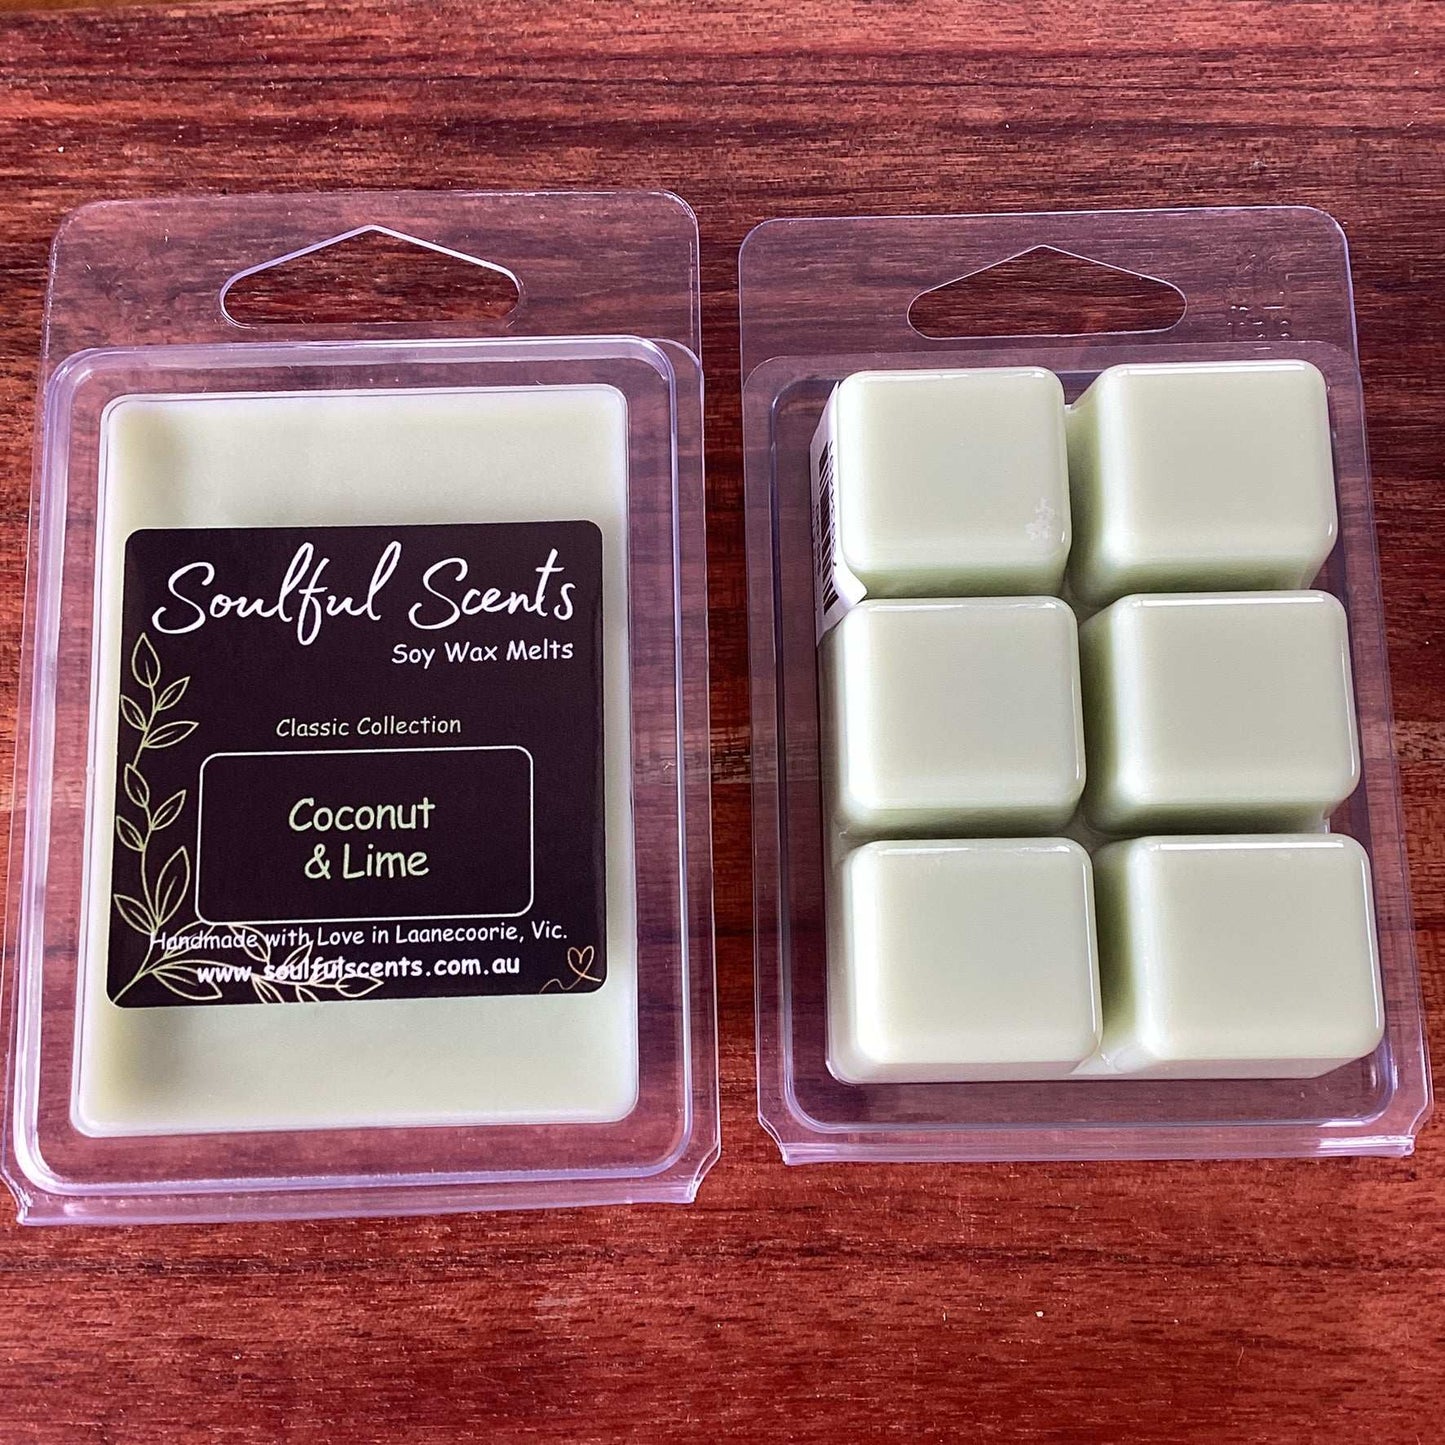 Soulful Scents
Soy Wax Melts
Classic Collection
Coconut
& Lime
Handmade with Love in Laanecoorie, Vic.
www.soulfulscents.com.au